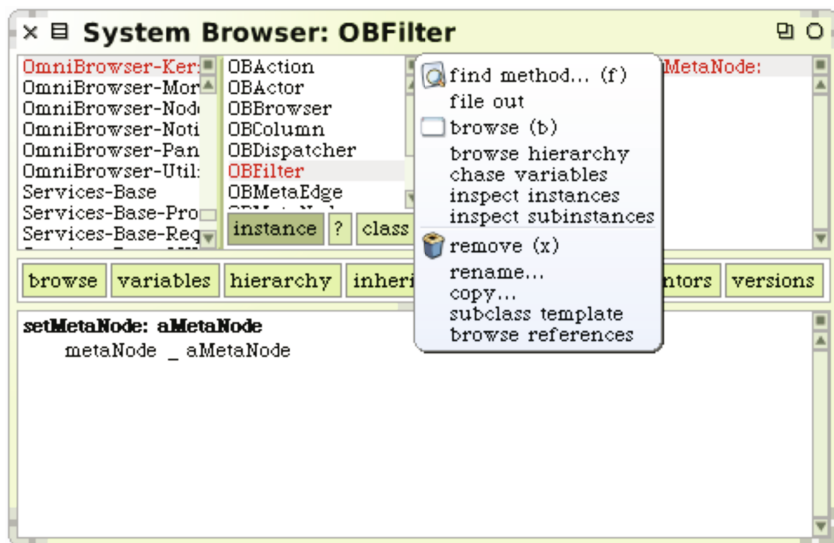 System Browser: OBFilter
OmniBrowser-Ker
OmniBrowser-Mor
OmniBrowser-Nod
OmniBrowser-Noti
OmniBrowser-Pan
OmniBrowser-Util
Services-Base
Services-Base-Pro
Services-Base-Req
OBAction
OBActor
OBBrowser
OBColumn
OBDispatcher
OBFilter
OBMetaEdge
instance ? class
MetaNode:
find method... (f)
file out
browse (b)
browse hierarchy
chase variables
inspect instances
inspect subinstances
remove (x)
rename...
copy...
subclass template
browse references
browse variables hierarchy inheri ntors versions
setMetaNode: aMetaNode
metaNode _ aMetaNode